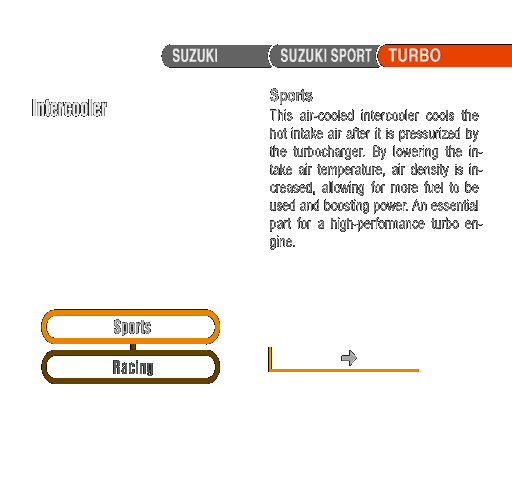 SUZUKI SUZUKI SPORT TURBO
Intercooler
Sports
This air-cooled intercooler cools the
hot intake air after it is pressurized by
the turbocharger. By lowering the in-
take air temperature, air density is in-
creased, allowing for more fuel to be
used and boosting power. An essential
part for a high-performance turbo en-
gine.
Sports
Racing